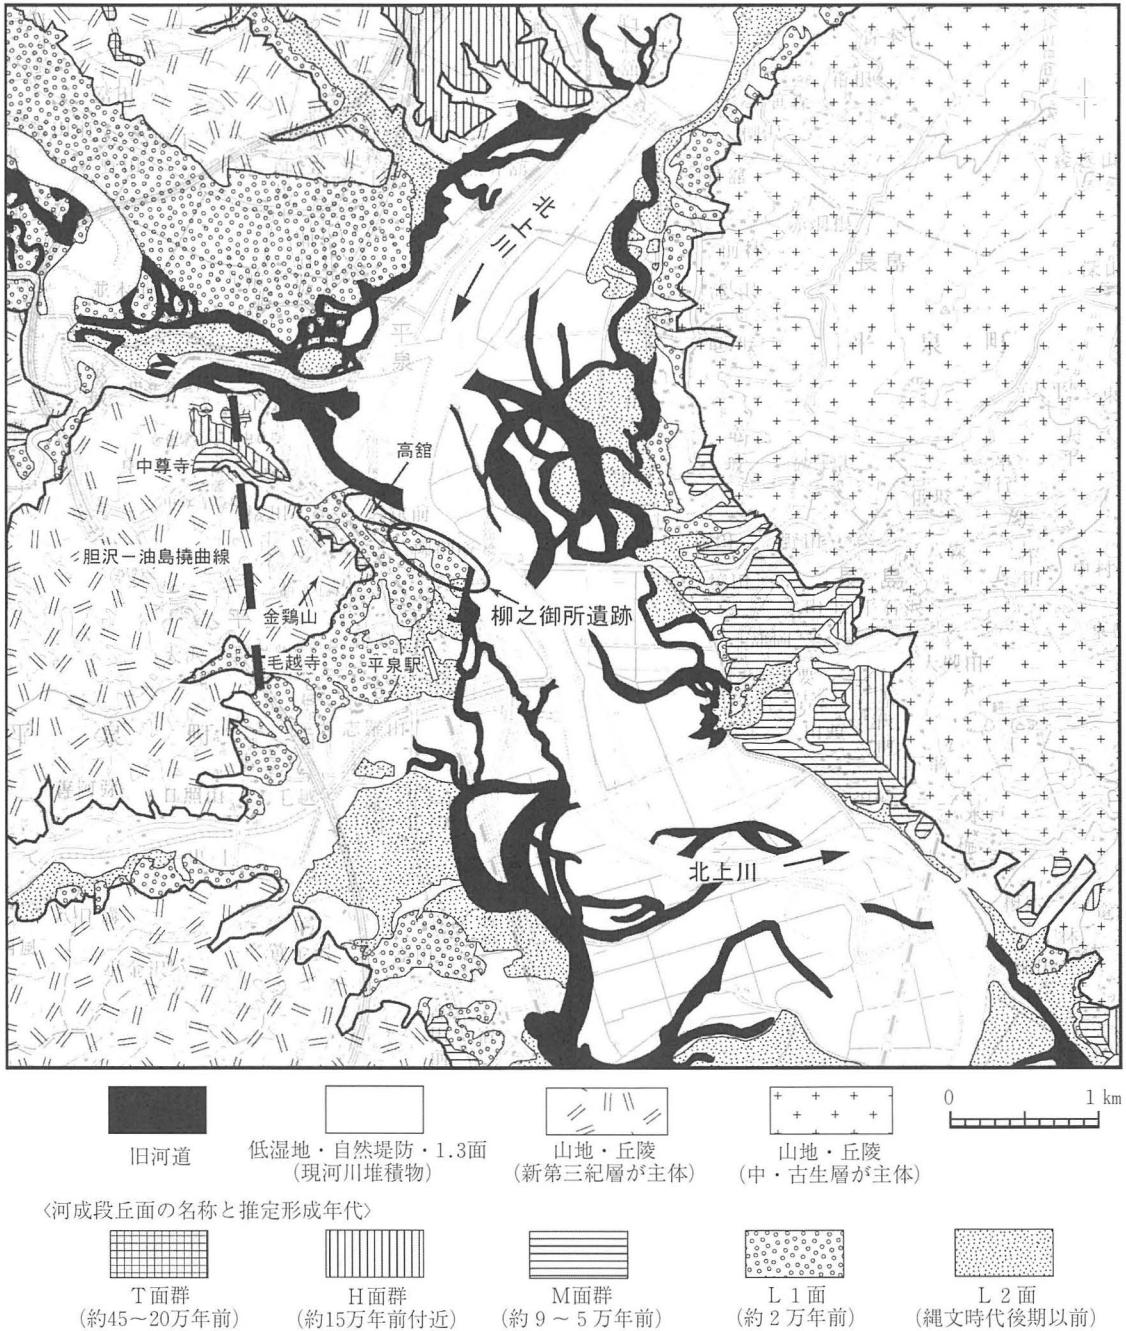 北上川
平泉
高舘
中尊寺
胆沢ー油島撓曲線
金鶏山
柳之御所遺跡
毛越寺
平泉駅
長島
平泉町
北上川
0 1 km
旧河道
低湿地・自然堤防・1.3面
(現河川堆積物)
山地・丘陵
(新第三紀層が主体)
山地・丘陵
(中・古生層が主体)
〈河成段丘面の名称と推定形成年代〉
T面群
(約45～20万年前)
H面群
(約15万年前付近)
M面群
(約9～5万年前)
L1面
(約2万年前)
L2面
(縄文時代後期以前)